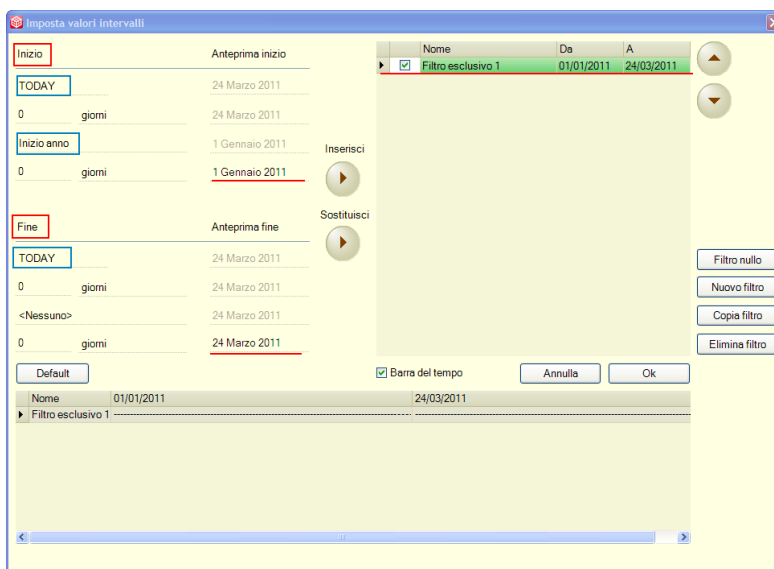 Imposta valori intervalli
Inizio Anteprima inizio
TODAY 24 Marzo 2011
0 giorni 24 Marzo 2011
Inizio anno 1 Gennaio 2011
0 giorni 1 Gennaio 2011
Fine Anteprima fine
TODAY 24 Marzo 2011
0 giorni 24 Marzo 2011
<Nessuno> 24 Marzo 2011
0 giorni 24 Marzo 2011
Default
Inserisci
Sostituisci
Nome Da A
Filtro esclusivo 1 01/01/2011 24/03/2011
Filtro nullo
Nuovo filtro
Copia filtro
Elimina filtro
Barra del tempo Annulla Ok
Nome 01/01/2011 24/03/2011
Filtro esclusivo 1